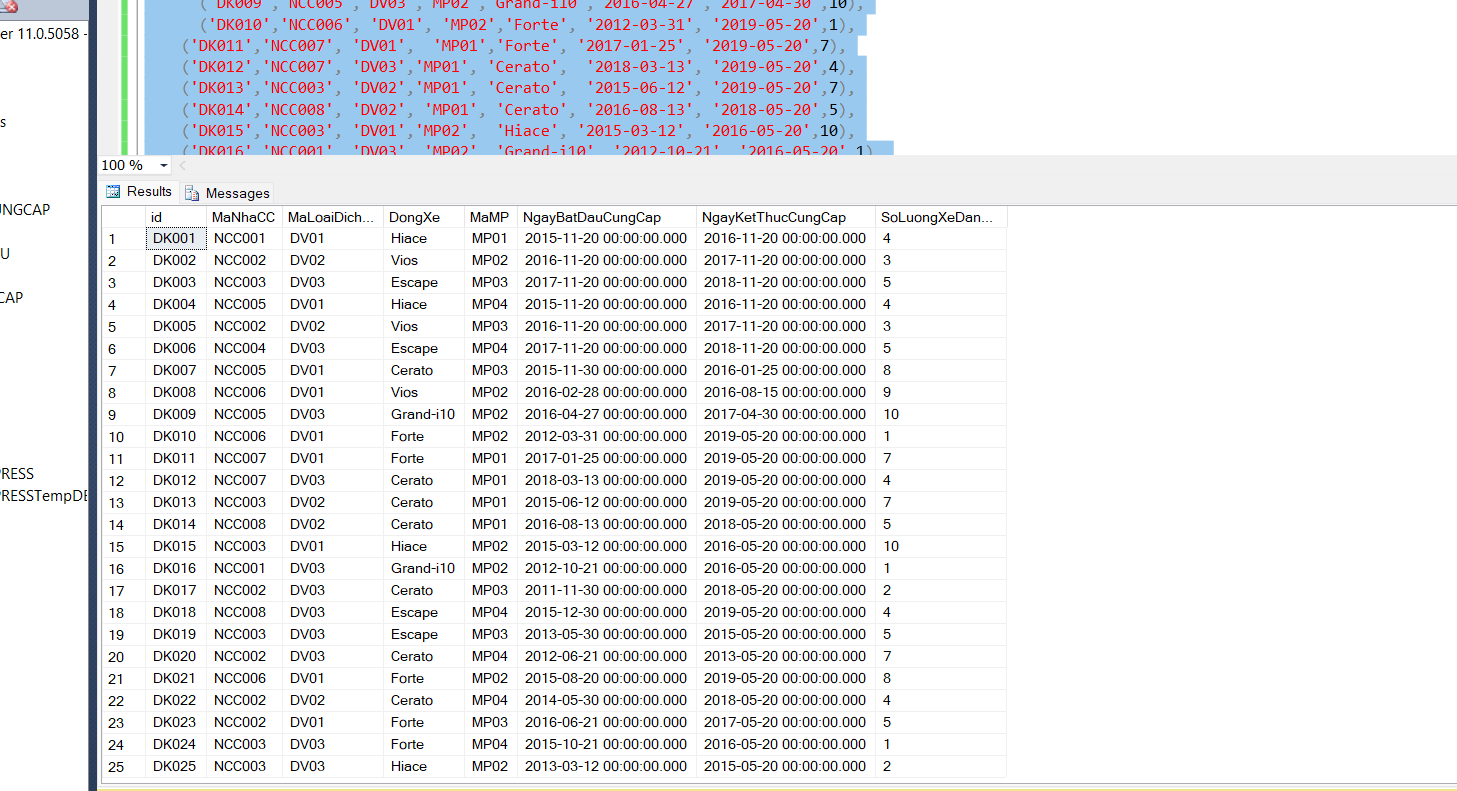 ('DK009','NCC005','DV03','MP02','Grand-i10','2016-04-27','2017-04-30',10),
er 11.0.5058 -
('DK010','NCC006', 'DV01', 'MP02','Forte', '2012-03-31', '2019-05-20',1),
('DK011','NCC007', 'DV01', 'MP01','Forte', '2017-01-25', '2019-05-20',7),
('DK012','NCC007', 'DV03','MP01', 'Cerato', '2018-03-13', '2019-05-20',4),
('DK013','NCC003', 'DV02','MP01', 'Cerato', '2015-06-12' ,'2019-05-20',7),
('DK014','NCC008', 'DV02', 'MP01', 'Cerato', '2016-08-13' ,'2018-05-20',5),
s
('DK015','NCC003', 'DV01','MP02', 'Hiace', '2015-03-12', '2016-05-20',10),
('DK016','NCC001', 'DV03', 'MP02', 'Grand-i10', '2012-10-21', '2016-05-20',1),
100 %
Results Messages
UNGCAP
U
CAP
PRESS
PRESSTempDB
id MaNhaCC MaLoaiDich... DongXe MaMP NgayBatDauCungCap NgayKetThucCungCap SoLuongXeDan...
1 DK001 NCC001 DV01 Hiace MP01 2015-11-20 00:00:00.000 2016-11-20 00:00:00.000 4
2 DK002 NCC002 DV02 Vios MP02 2016-11-20 00:00:00.000 2017-11-20 00:00:00.000 3
3 DK003 NCC003 DV03 Escape MP03 2017-11-20 00:00:00.000 2018-11-20 00:00:00.000 5
4 DK004 NCC005 DV01 Hiace MP04 2015-11-20 00:00:00.000 2016-11-20 00:00:00.000 4
5 DK005 NCC002 DV02 Vios MP03 2016-11-20 00:00:00.000 2017-11-20 00:00:00.000 3
6 DK006 NCC004 DV03 Escape MP04 2017-11-20 00:00:00.000 2018-11-20 00:00:00.000 5
7 DK007 NCC005 DV01 Cerato MP03 2015-11-30 00:00:00.000 2016-01-25 00:00:00.000 8
8 DK008 NCC006 DV01 Vios MP02 2016-02-28 00:00:00.000 2016-08-15 00:00:00.000 9
9 DK009 NCC005 DV03 Grand-i10 MP02 2016-04-27 00:00:00.000 2017-04-30 00:00:00.000 10
10 DK010 NCC006 DV01 Forte MP02 2012-03-31 00:00:00.000 2019-05-20 00:00:00.000 1
11 DK011 NCC007 DV01 Forte MP01 2017-01-25 00:00:00.000 2019-05-20 00:00:00.000 7
12 DK012 NCC007 DV03 Cerato MP01 2018-03-13 00:00:00.000 2019-05-20 00:00:00.000 4
13 DK013 NCC003 DV02 Cerato MP01 2015-06-12 00:00:00.000 2019-05-20 00:00:00.000 7
14 DK014 NCC008 DV02 Cerato MP01 2016-08-13 00:00:00.000 2018-05-20 00:00:00.000 5
15 DK015 NCC003 DV01 Hiace MP02 2015-03-12 00:00:00.000 2016-05-20 00:00:00.000 10
16 DK016 NCC001 DV03 Grand-i10 MP02 2012-10-21 00:00:00.000 2016-05-20 00:00:00.000 1
17 DK017 NCC002 DV03 Cerato MP03 2011-11-30 00:00:00.000 2018-05-20 00:00:00.000 2
18 DK018 NCC008 DV03 Escape MP04 2015-12-30 00:00:00.000 2019-05-20 00:00:00.000 4
19 DK019 NCC003 DV03 Escape MP03 2013-05-30 00:00:00.000 2015-05-20 00:00:00.000 5
20 DK020 NCC002 DV03 Cerato MP04 2012-06-21 00:00:00.000 2013-05-20 00:00:00.000 7
21 DK021 NCC006 DV01 Forte MP02 2015-08-20 00:00:00.000 2019-05-20 00:00:00.000 8
22 DK022 NCC002 DV02 Cerato MP04 2014-05-30 00:00:00.000 2018-05-20 00:00:00.000 4
23 DK023 NCC002 DV01 Forte MP03 2016-06-21 00:00:00.000 2017-05-20 00:00:00.000 5
24 DK024 NCC003 DV03 Forte MP04 2015-10-21 00:00:00.000 2016-05-20 00:00:00.000 1
25 DK025 NCC003 DV03 Hiace MP02 2013-03-12 00:00:00.000 2015-05-20 00:00:00.000 2